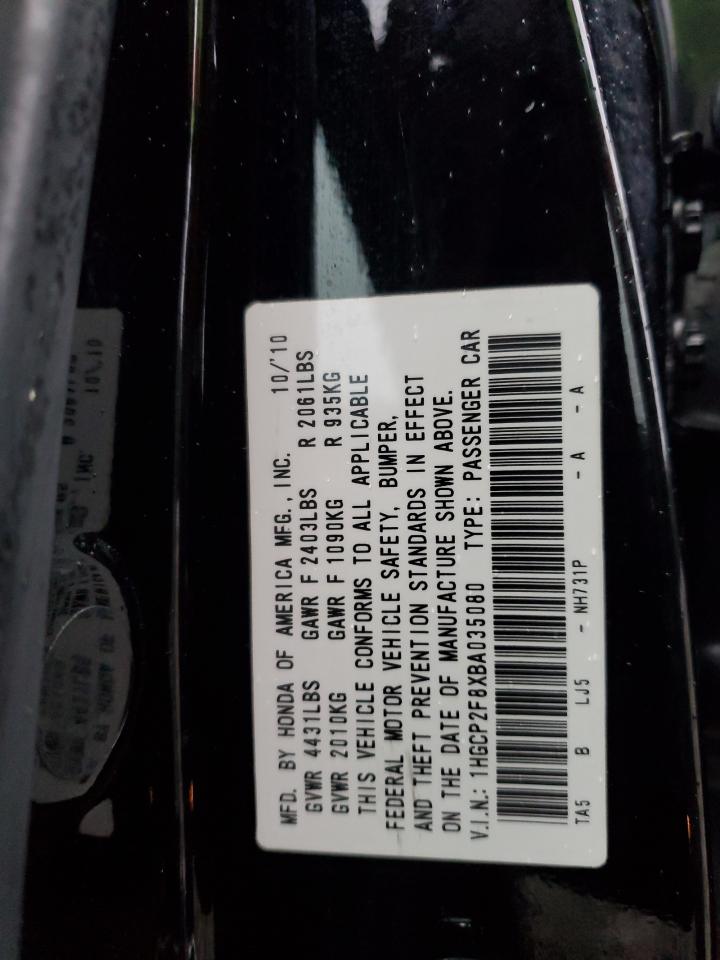 MFD. BY HONDA OF AMERICA MFG., INC. 10/'10
GVWR 4431LBS GAWR F 2403LBS R 2061LBS
GVWR 2010KG GAWR F 1090KG R 935KG
THIS VEHICLE CONFORMS TO ALL APPLICABLE
FEDERAL MOTOR VEHICLE SAFETY, BUMPER,
AND THEFT PREVENTION STANDARDS IN EFFECT
ON THE DATE OF MANUFACTURE SHOWN ABOVE.
V.I.N.: 1HGCP2F8XBA035080 TYPE: PASSENGER CAR
TA5 B LJ5 - NH731P - A - A